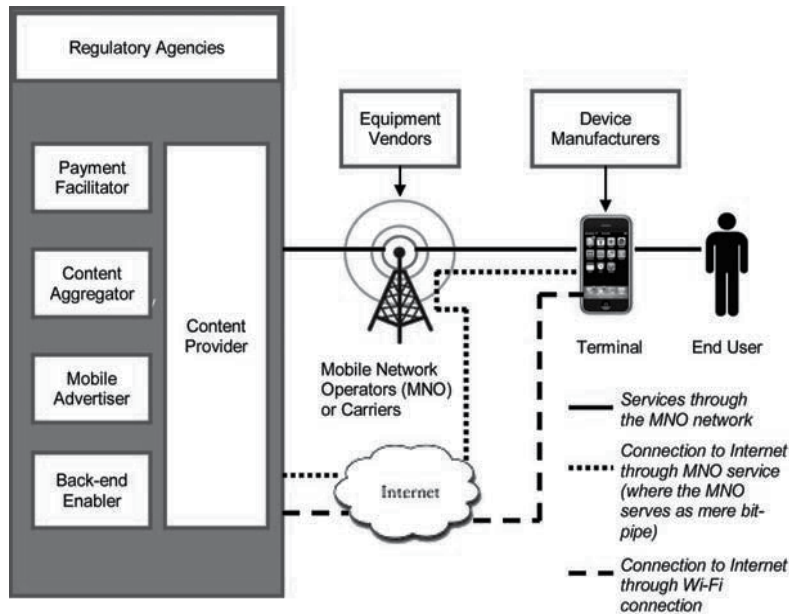 Regulatory Agencies
Payment
Facilitator
Content
Aggregator
Mobile
Advertiser
Back-end
Enabler
Content
Provider
Equipment
Vendors
Device
Manufacturers
Mobile Network
Operators (MNO)
or Carriers
Internet
Terminal
End User
Services through
the MNO network
Connection to Internet
through MNO service
(where the MNO
serves as mere bit-
pipe)
Connection to Internet
through Wi-Fi
connection